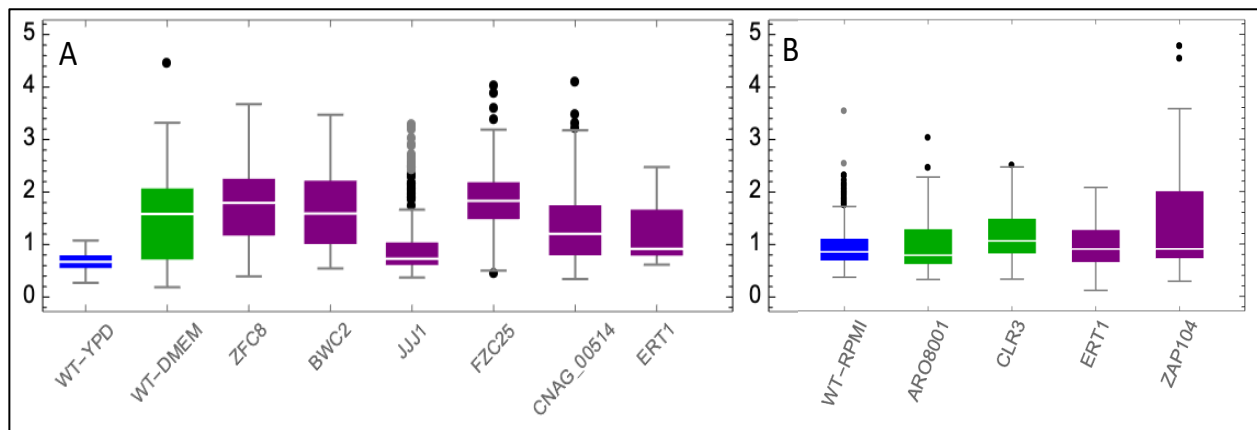 A
5
4
3
2
1
0
WT-YPD
WT-DMEM
ZFC8
BWC2
JJJ1
FZC25
CNAG_00514
ERT1
B
5
4
3
2
1
0
WT-RPMI
ARO8001
CLR3
ERT1
ZAP104